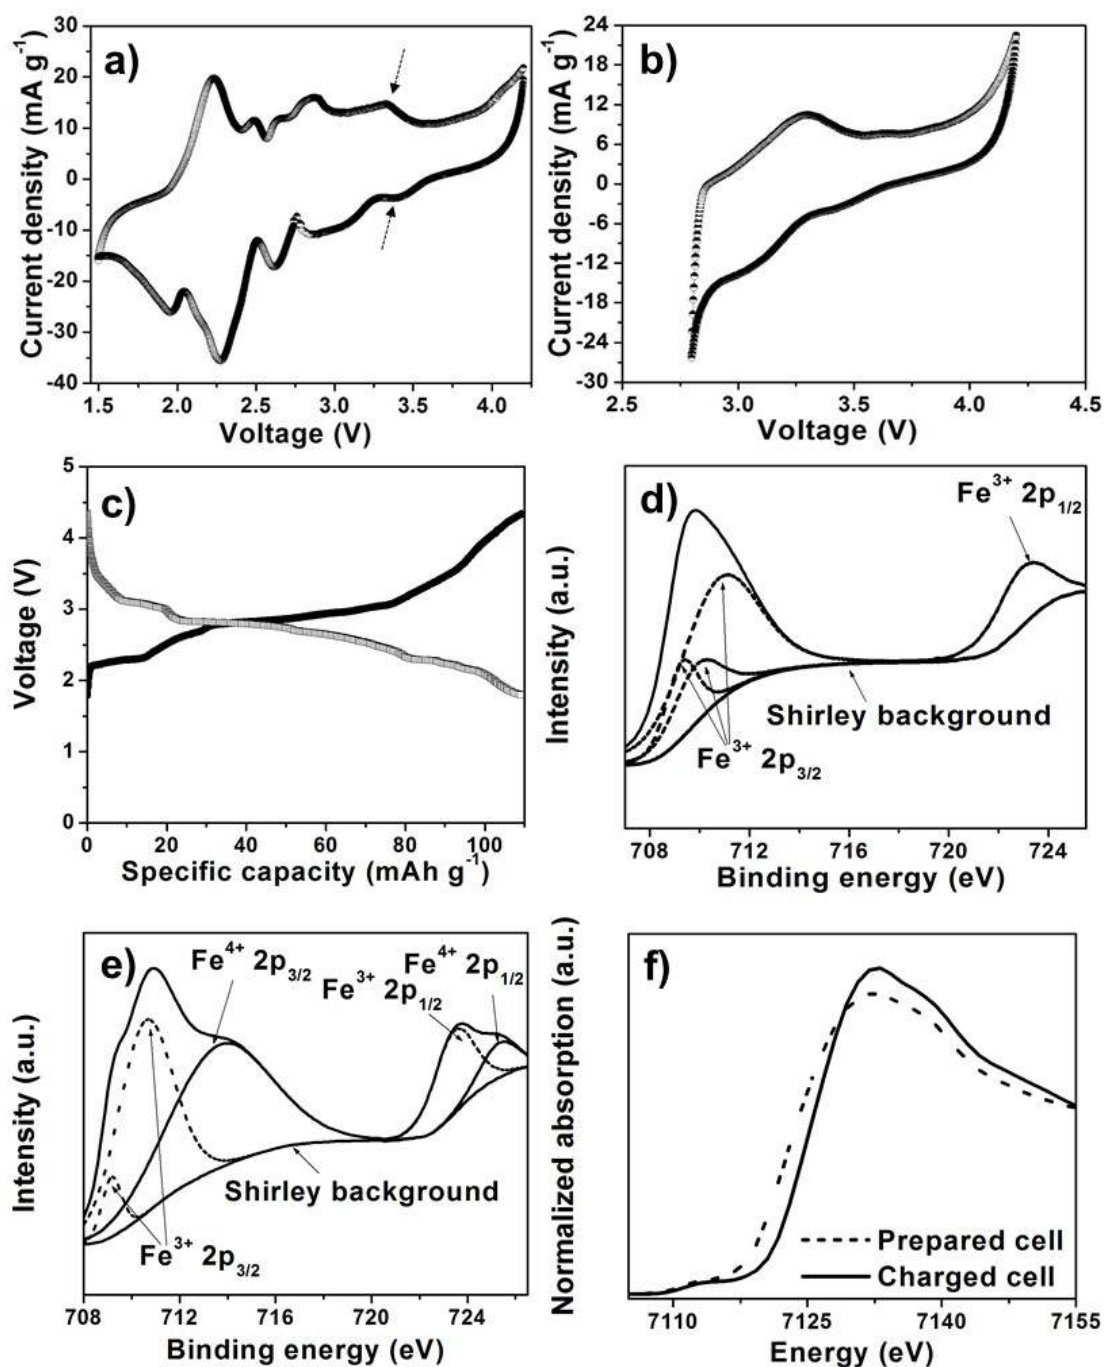 a)
Current density (mA g⁻¹)
30
20
10
0
-10
-20
-30
-40
1.5 2.0 2.5 3.0 3.5 4.0
Voltage (V)
b)
Current density (mA g⁻¹)
24
18
12
6
0
-6
-12
-18
-24
-30
2.5 3.0 3.5 4.0 4.5
Voltage (V)
c)
Voltage (V)
5
4
3
2
1
0
0 20 40 60 80 100
Specific capacity (mAh g⁻¹)
d)
Intensity (a.u.)
Fe³⁺ 2p₁/₂
Shirley background
Fe³⁺ 2p₃/₂
708 712 716 720 724
Binding energy (eV)
e)
Intensity (a.u.)
Fe⁴⁺ 2p₃/₂
Fe³⁺ 2p₁/₂
Fe⁴⁺ 2p₁/₂
Shirley background
Fe³⁺ 2p₃/₂
708 712 716 720 724
Binding energy (eV)
f)
Normalized absorption (a.u.)
Prepared cell
Charged cell
7110 7125 7140 7155
Energy (eV)